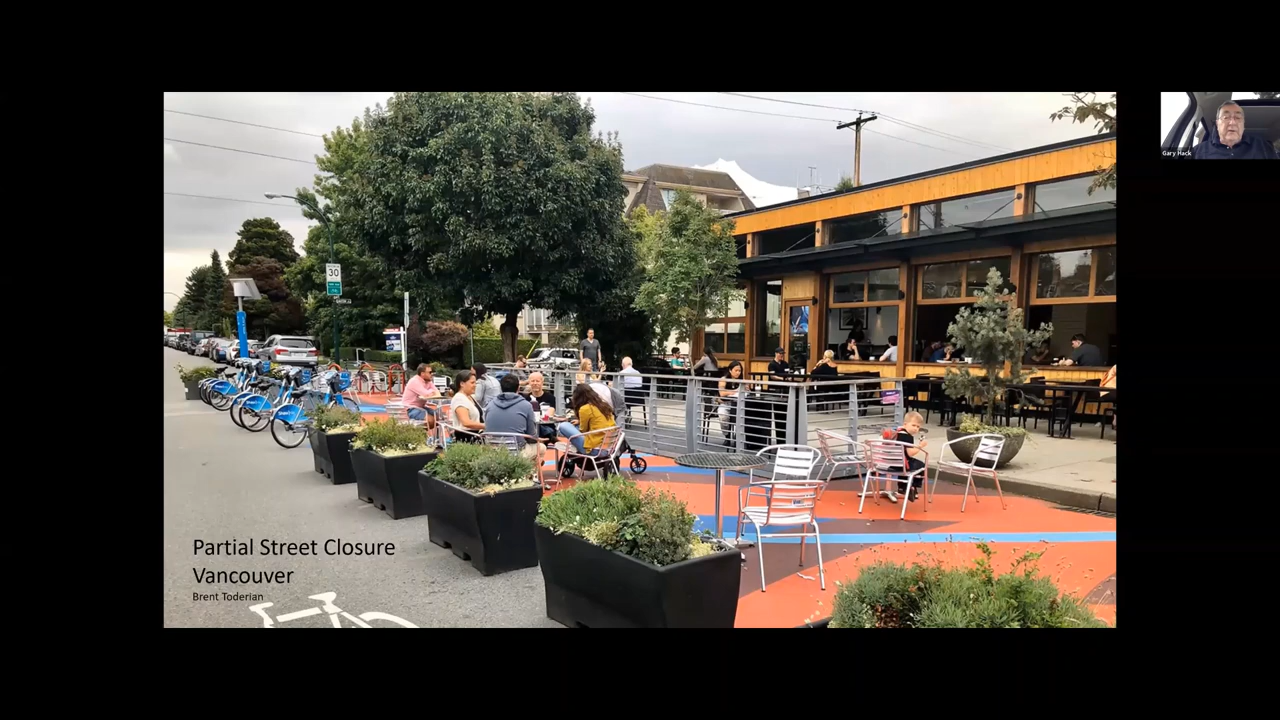 30
Partial Street Closure
Vancouver
Brent Toderian
Gary Hack